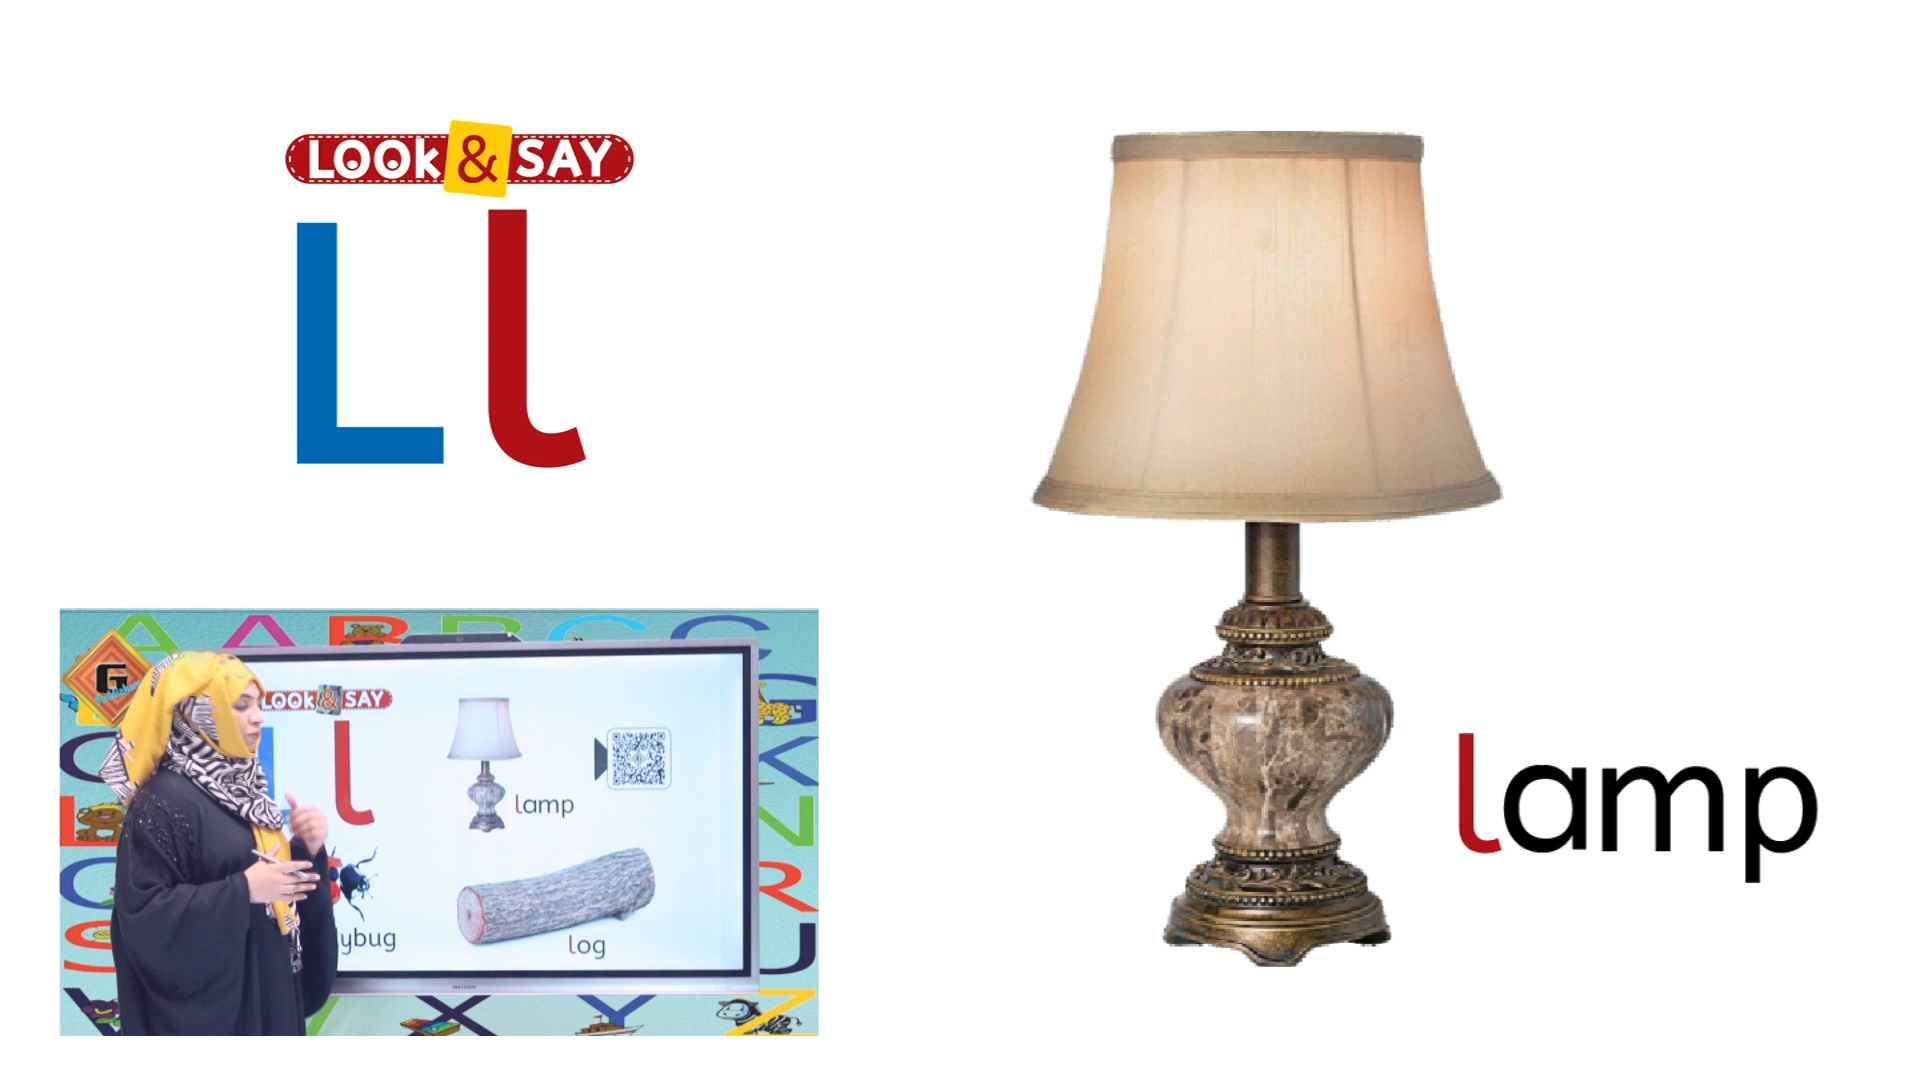 LOOk & SAY
L l
lamp
LOOk & SAY
l
lamp
ybug
log
A A B B C C
G
G
K
N
R
S
U
X Y Z